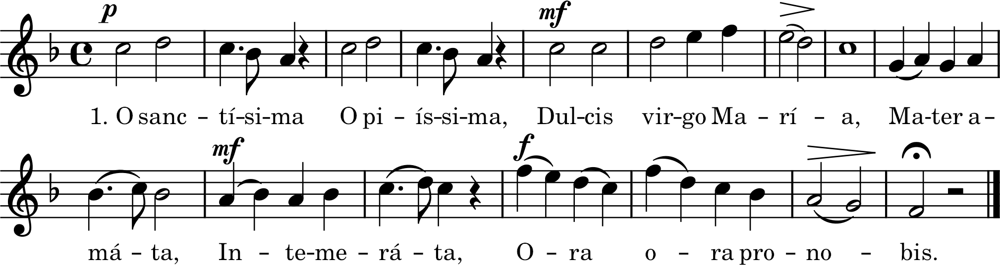 p mf
1. O sanc – tí-si-ma O pi – ís-si-ma, Dul-cis vir-go Ma – rí – a, Ma-ter a –
mf f
má – ta, In – te-me – rá – ta, O – ra o – ra pro – no – bis.